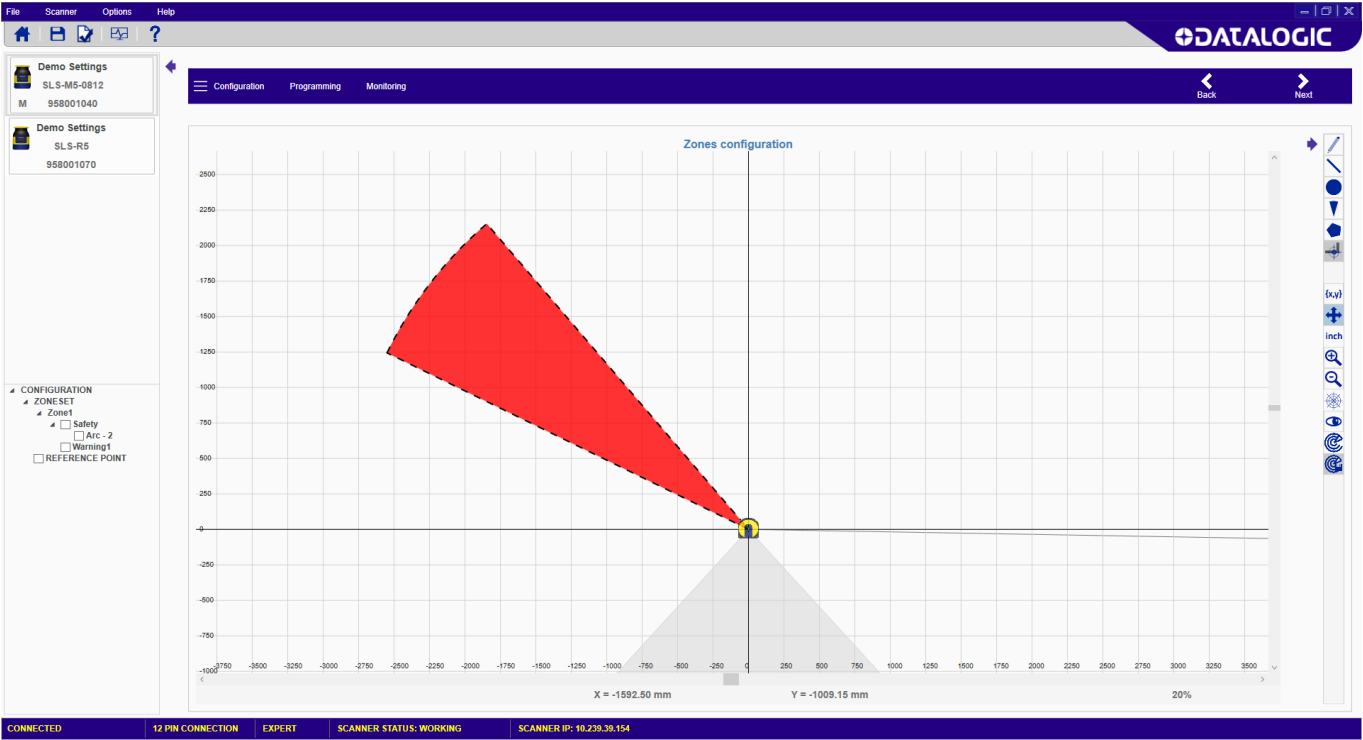 File Scanner Options Help
DATALOGIC
Demo Settings
SLS-M5-0812
M 958001040
Demo Settings
SLS-R5
958001070
Configuration Programming Monitoring Back Next
Zones configuration
2500
2250
2000
1750
1500
1250
1000
750
500
250
0
-250
-500
-750
-1000
-3750 -3500 -3250 -3000 -2750 -2500 -2250 -2000 -1750 -1500 -1250 -1000 -750 -500 -250 0 250 500 750 1000 1250 1500 1750 2000 2250 2500 2750 3000 3250 3500
X = -1592.50 mm Y = -1009.15 mm 20%
{x,y}
inch
CONFIGURATION
ZONESET
Zone1
Safety
Arc - 2
Warning1
REFERENCE POINT
CONNECTED 12 PIN CONNECTION EXPERT SCANNER STATUS: WORKING SCANNER IP: 10.239.39.154